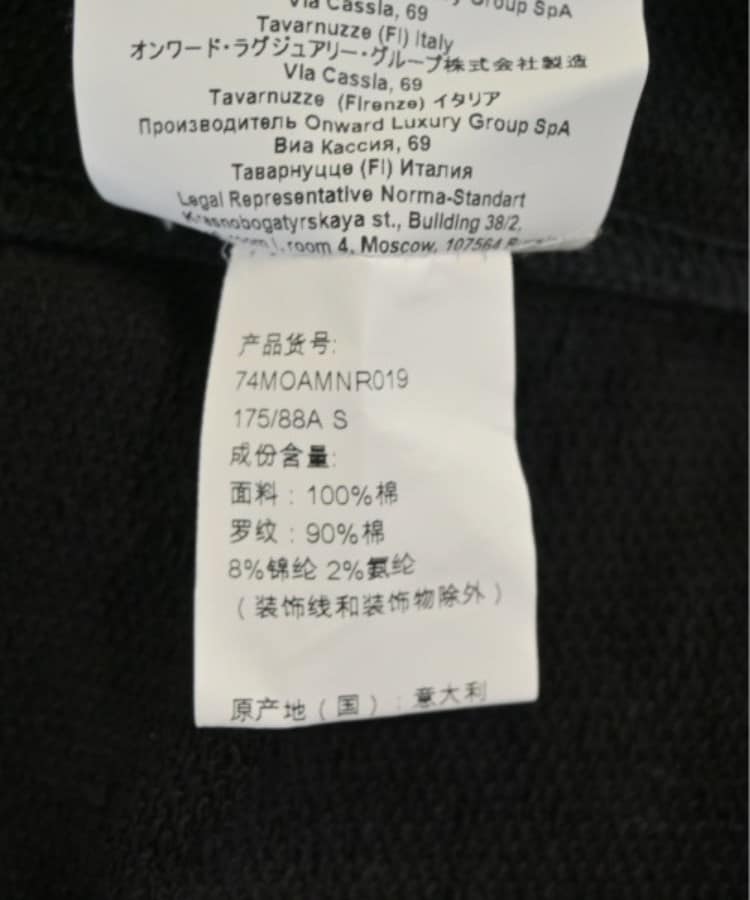 Via Cassia, 69
Group SpA
Tavarnuzze (FI) Italy
オンワード・ラグジュアリー・グループ株式会社製造
Via Cassia, 69
Tavarnuzze (Firenze) イタリア
Производитель Onward Luxury Group SpA
Виа Кассия, 69
Таварнуцце (FI) Италия
Legal Representative Norma-Standart
Krasnobogatyrskaya st., Building 38/2,
room 4, Moscow, 107564
产品货号:
74MOAMNR019
175/88A S
成份含量:
面料 : 100%棉
罗纹 : 90%棉
8%锦纶 2%氨纶
(装饰线和装饰物除外)
原产地(国) : 意大利